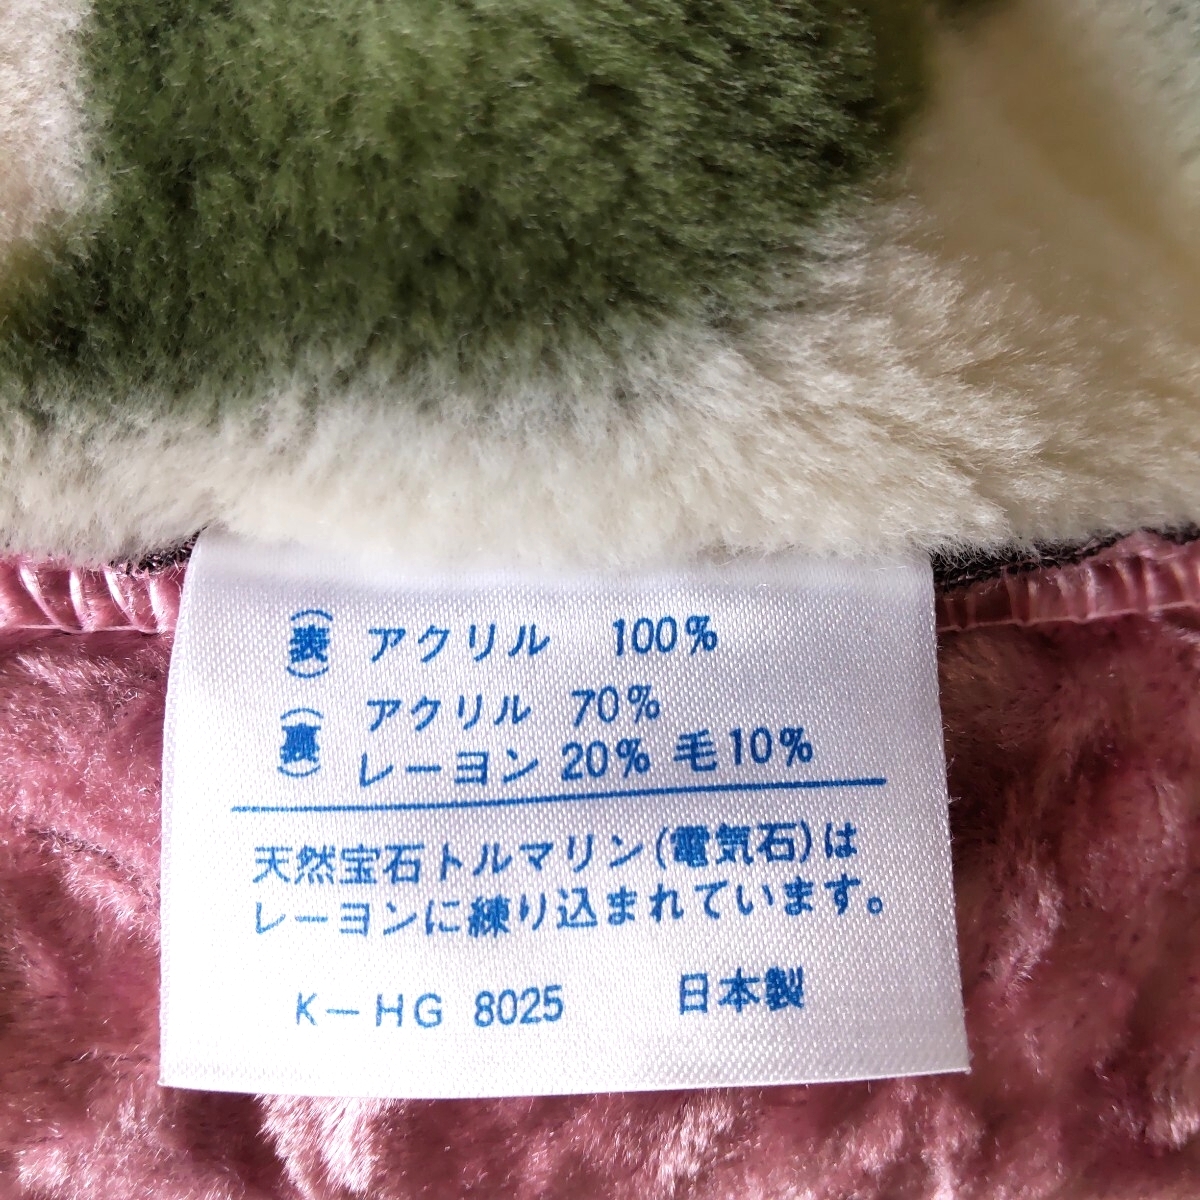 (表) アクリル 100%
(裏) アクリル 70%
レーヨン 20% 毛10%
天然宝石トルマリン(電気石)は
レーヨンに練り込まれています。
K－HG 8025 日本製